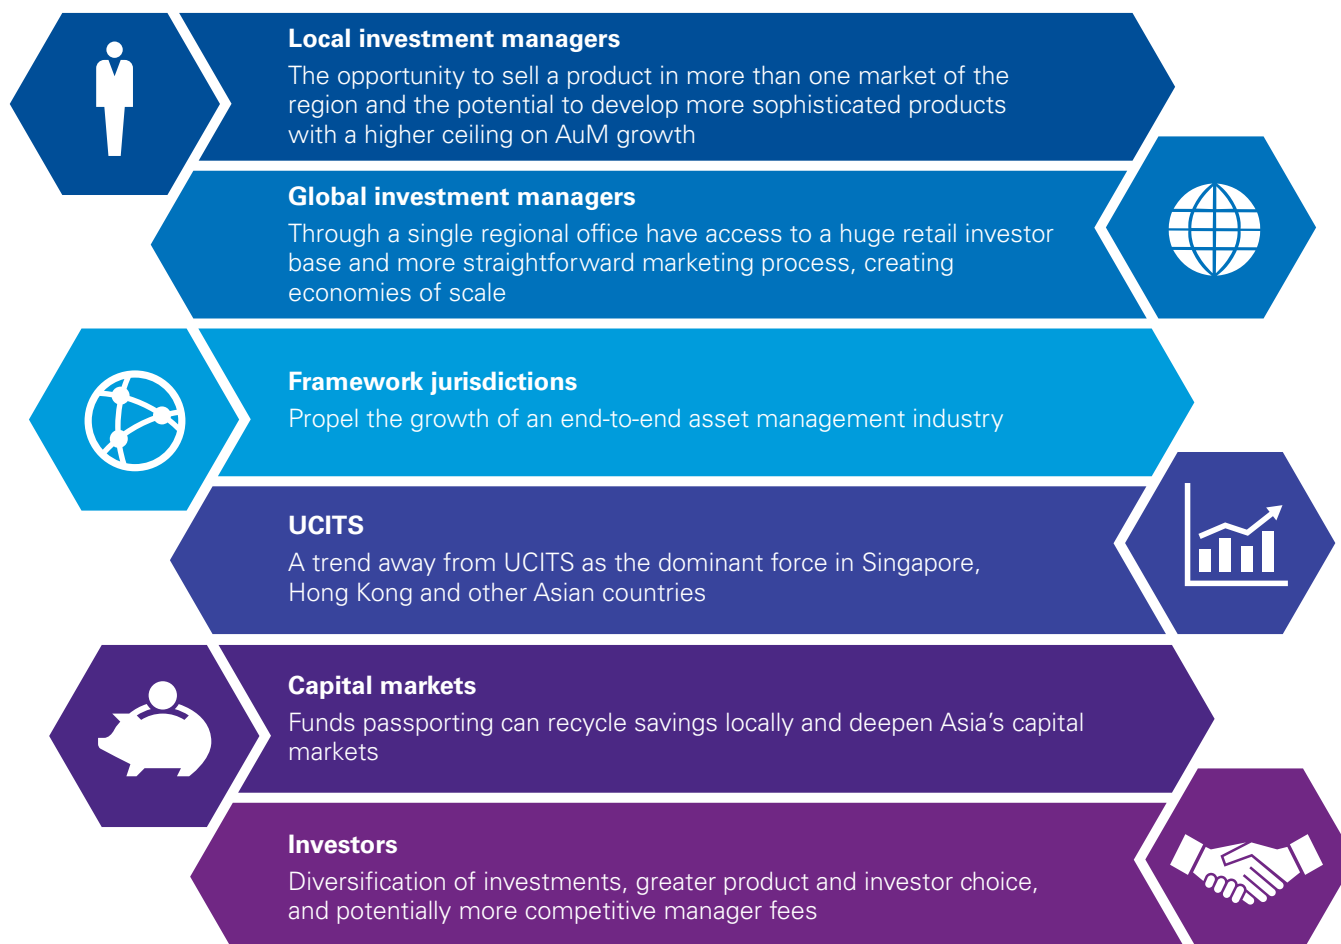 Local investment managers
The opportunity to sell a product in more than one market of the
region and the potential to develop more sophisticated products
with a higher ceiling on AuM growth
Global investment managers
Through a single regional office have access to a huge retail investor
base and more straightforward marketing process, creating
economies of scale
Framework jurisdictions
Propel the growth of an end-to-end asset management industry
UCITS
A trend away from UCITS as the dominant force in Singapore,
Hong Kong and other Asian countries
Capital markets
Funds passporting can recycle savings locally and deepen Asia’s capital
markets
Investors
Diversification of investments, greater product and investor choice,
and potentially more competitive manager fees